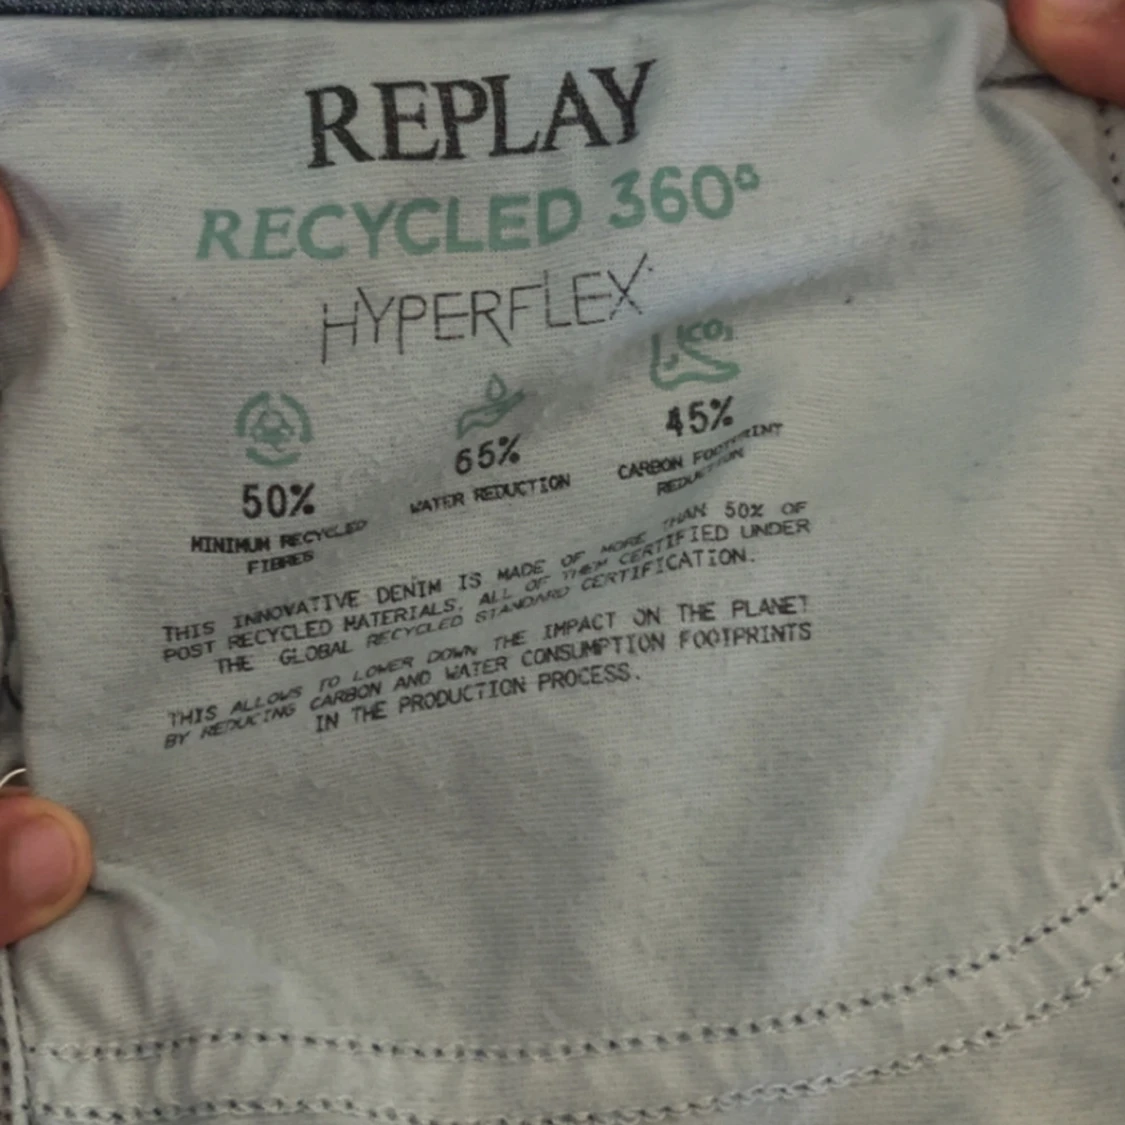 REPLAY
RECYCLED 360°
HYPERFLEX
CO₂
50%
MINIMUM RECYCLED
FIBRES
65%
WATER REDUCTION
45%
CARBON FOOTPRINT
REDUCTION
THIS INNOVATIVE DENIM IS MADE OF MORE THAN 50% OF
POST RECYCLED MATERIALS, ALL OF THEM CERTIFIED UNDER
THE GLOBAL RECYCLED STANDARD CERTIFICATION.
THIS ALLOWS TO LOWER DOWN THE IMPACT ON THE PLANET
BY REDUCING CARBON AND WATER CONSUMPTION FOOTPRINTS
IN THE PRODUCTION PROCESS.